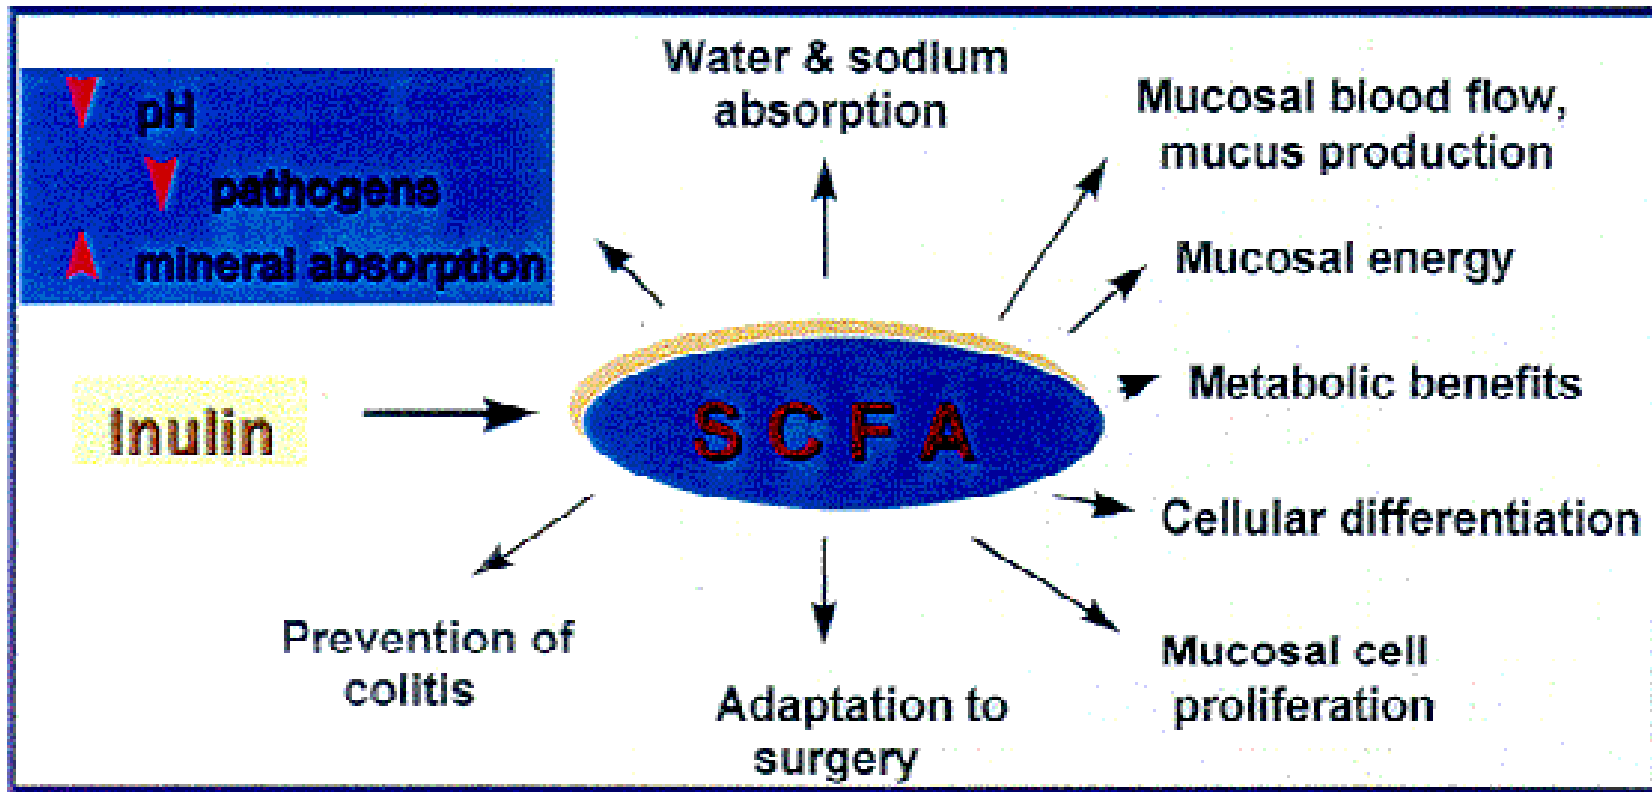 Water & sodium
absorption
pH
pathogens
mineral absorption
Mucosal blood flow,
mucus production
Mucosal energy
Metabolic benefits
Inulin
SCFA
Cellular differentiation
Prevention of
colitis
Adaptation to
surgery
Mucosal cell
proliferation